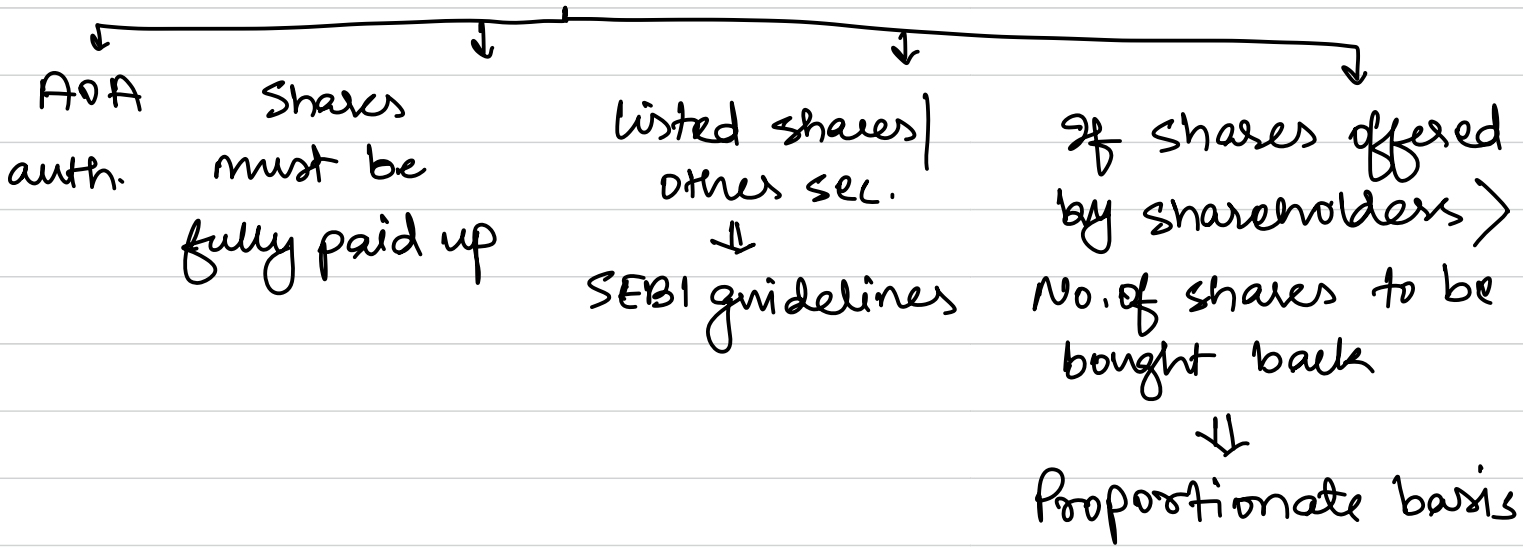 AOA
auth.
Shares
must be
fully paid up
listed shares/
other sec.
⇓
SEBI guidelines
If shares offered
by shareholders >
No. of shares to be
bought back
⇓
Proportionate basis